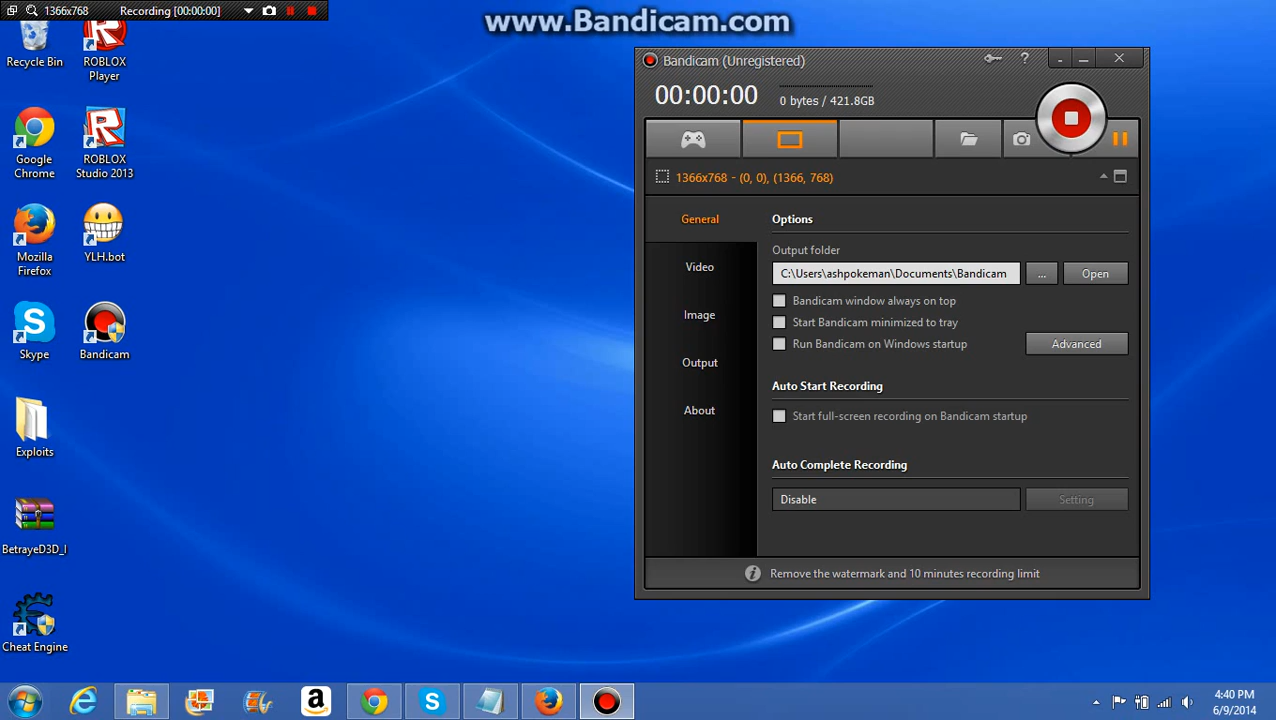 1366x768
Recording [00:00:00]
www.Bandicam.com
Recycle Bin
ROBLOX
Player
Google
Chrome
ROBLOX
Studio 2013
Mozilla
Firefox
YLH.bot
Skype
Bandicam
Exploits
BetrayeD3D_I
Cheat Engine
Bandicam (Unregistered)
?
00:00:00
0 bytes / 421.8GB
1366x768 - (0, 0), (1366, 768)
General
Video
Image
Output
About
Options
Output folder
C:\Users\ashpokeman\Documents\Bandicam
...
Open
Bandicam window always on top
Start Bandicam minimized to tray
Run Bandicam on Windows startup
Advanced
Auto Start Recording
Start full-screen recording on Bandicam startup
Auto Complete Recording
Disable
Setting
Remove the watermark and 10 minutes recording limit
4:40 PM
6/9/2014